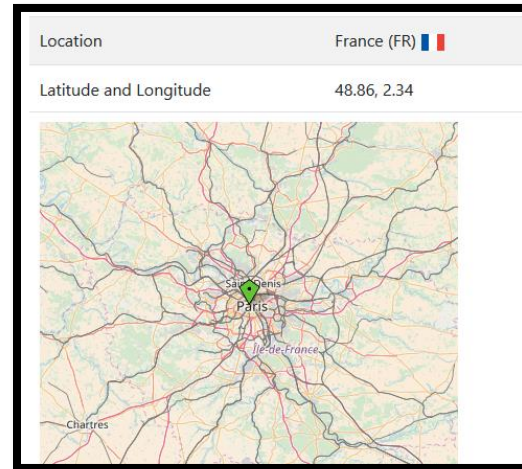 Location France (FR)
Latitude and Longitude 48.86, 2.34
Saint-Denis
Paris
Île-de-France
Chartres